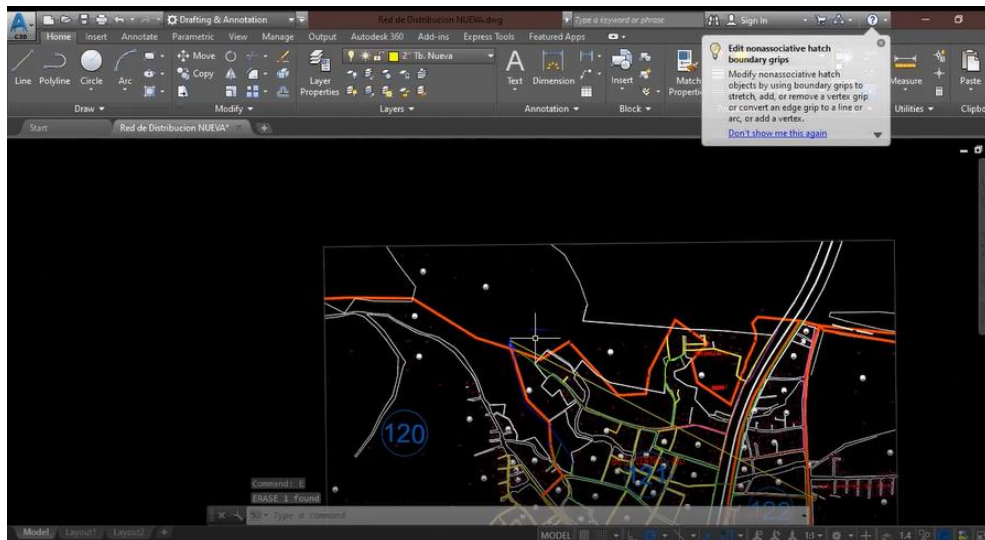 Drafting & Annotation
Red de Distribucion NUEVA.dwg
Type a keyword or phrase
Sign In
C3D
Home Insert Annotate Parametric View Manage Output Autodesk 360 Add-ins Express Tools Featured Apps
Line Polyline Circle Arc
Move
Copy
Layer
Properties
2" Tb. Nueva
Text Dimension
Insert
Match
Properti
Measure
Paste
Draw Modify Layers Annotation Block Utilities Clipbo
Edit nonassociative hatch
boundary grips
Modify nonassociative hatch
objects by using boundary grips to
stretch, add, or remove a vertex grip
or convert an edge grip to a line or
arc, or add a vertex.
Don't show me this again
Start Red de Distribucion NUEVA*
120
121
122
Command: E
ERASE 1 found
Type a command
Model Layout1 Layout2
MODEL
1:1
1.4